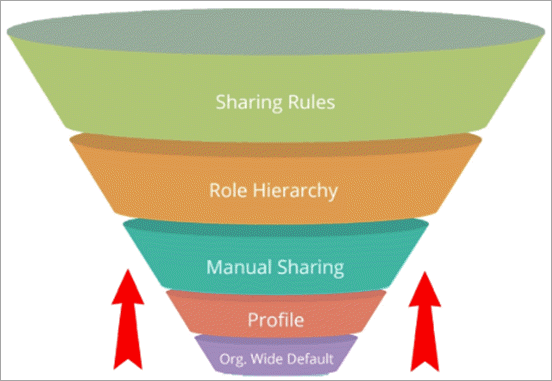 Sharing Rules
Role Hierarchy
Manual Sharing
Profile
Org. Wide Default